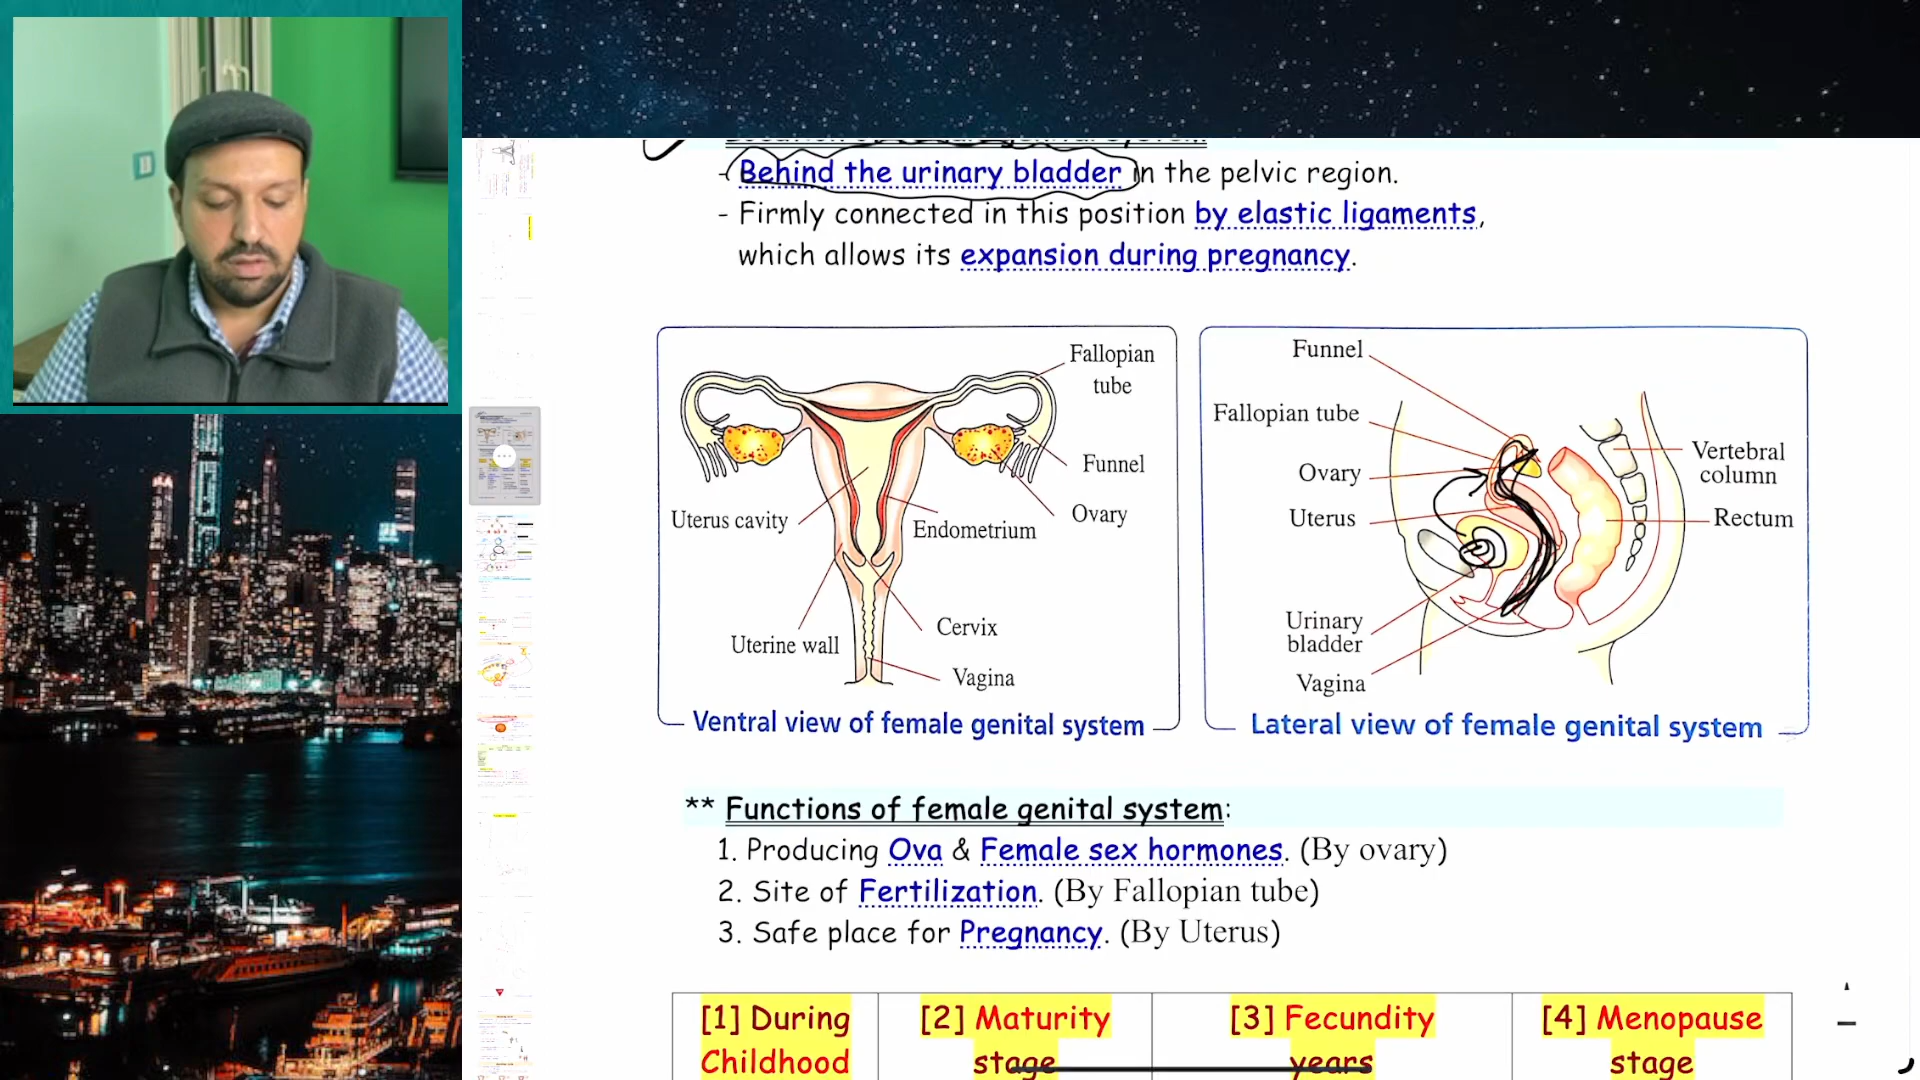 - Behind the urinary bladder in the pelvic region.
- Firmly connected in this position by elastic ligaments,
which allows its expansion during pregnancy.
Fallopian
tube
Funnel
Ovary
Uterus cavity
Endometrium
Uterine wall
Cervix
Vagina
Ventral view of female genital system
Funnel
Fallopian tube
Ovary
Uterus
Urinary
bladder
Vagina
Vertebral
column
Rectum
Lateral view of female genital system
** Functions of female genital system:
1. Producing Ova & Female sex hormones. (By ovary)
2. Site of Fertilization. (By Fallopian tube)
3. Safe place for Pregnancy. (By Uterus)
[1] During
Childhood
[2] Maturity
stage
[3] Fecundity
years
[4] Menopause
stage